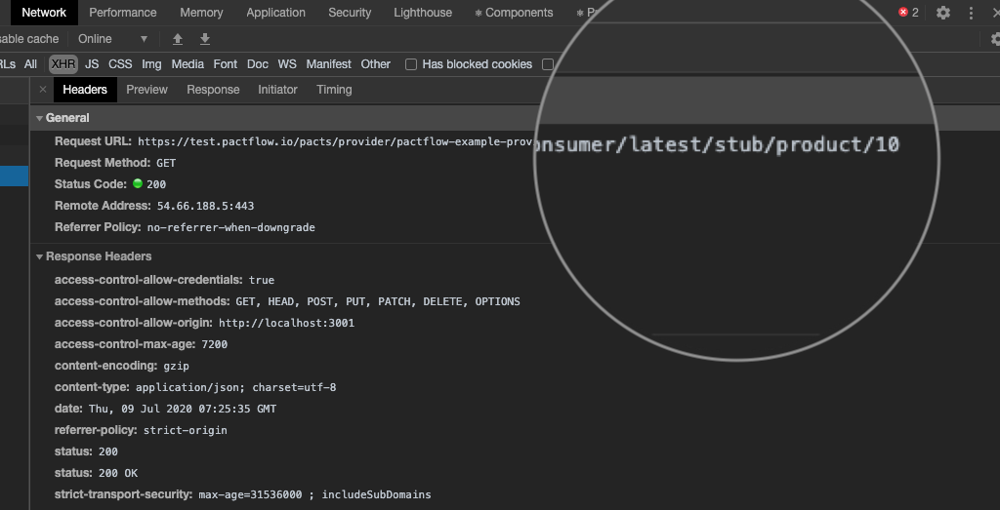 Network Performance Memory Application Security Lighthouse Components 2
sable cache Online
RLs All XHR JS CSS Img Media Font Doc WS Manifest Other Has blocked cookies
× Headers Preview Response Initiator Timing
General
Request URL: https://test.pactflow.io/pacts/provider/pactflow-example-prov onsumer/latest/stub/product/10
Request Method: GET
Status Code: 200
Remote Address: 54.66.188.5:443
Referrer Policy: no-referrer-when-downgrade
Response Headers
access-control-allow-credentials: true
access-control-allow-methods: GET, HEAD, POST, PUT, PATCH, DELETE, OPTIONS
access-control-allow-origin: http://localhost:3001
access-control-max-age: 7200
content-encoding: gzip
content-type: application/json; charset=utf-8
date: Thu, 09 Jul 2020 07:25:35 GMT
referrer-policy: strict-origin
status: 200
status: 200 OK
strict-transport-security: max-age=31536000 ; includeSubDomains